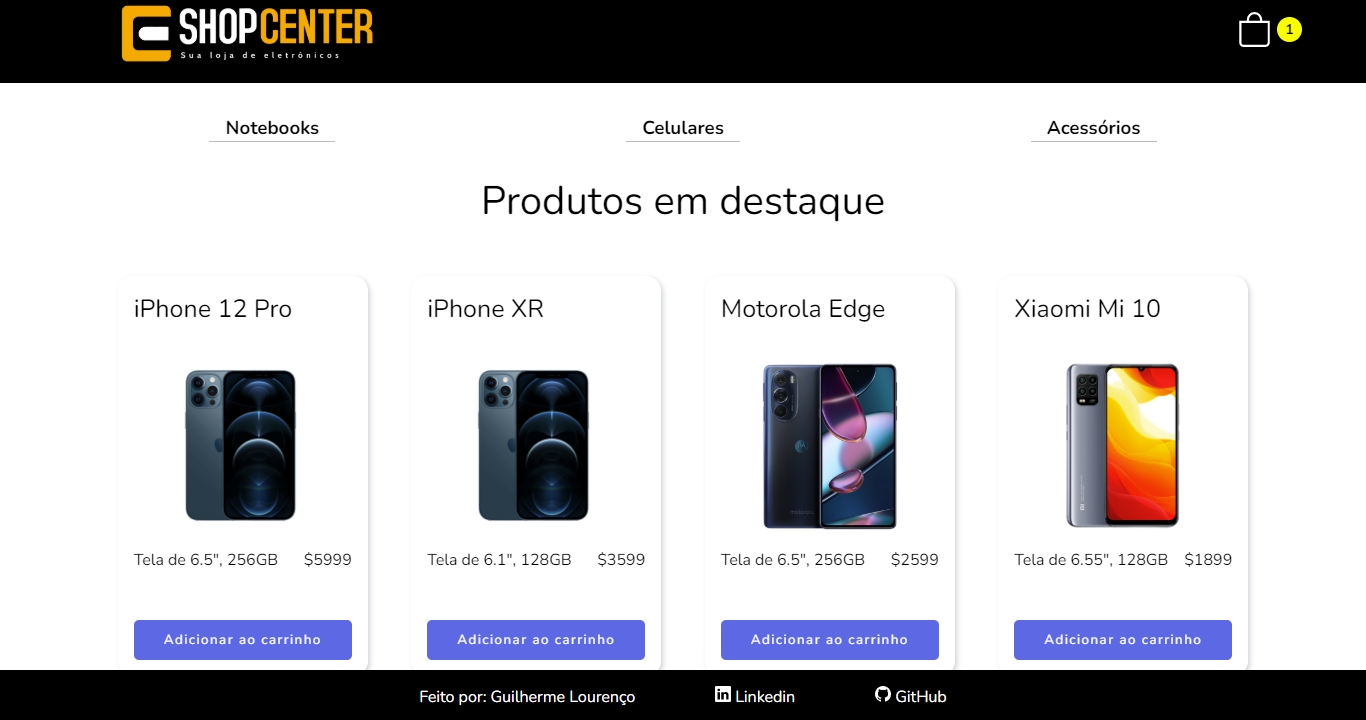 SHOPCENTER
Sua loja de eletrônicos
1
Notebooks
Celulares
Acessórios
Produtos em destaque
iPhone 12 Pro
Tela de 6.5", 256GB $5999
Adicionar ao carrinho
iPhone XR
Tela de 6.1", 128GB $3599
Adicionar ao carrinho
Motorola Edge
Tela de 6.5", 256GB $2599
Adicionar ao carrinho
Xiaomi Mi 10
Tela de 6.55", 128GB $1899
Adicionar ao carrinho
Feito por: Guilherme Lourenço
Linkedin
GitHub